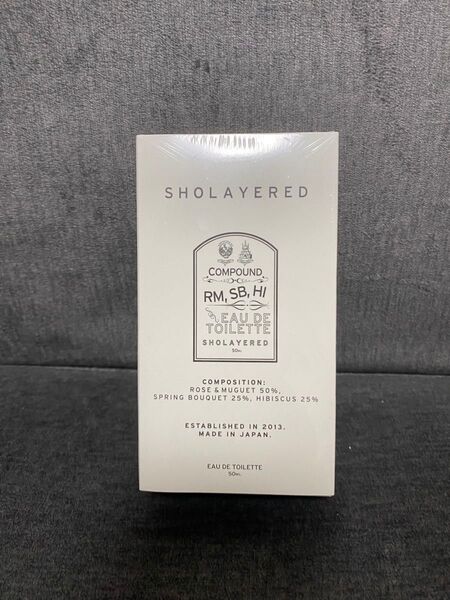 SHOLAYERED
COMPOUND
RM, SB, HI
EAU DE
TOILETTE
SHOLAYERED
50ML
COMPOSITION:
ROSE & MUGUET 50%,
SPRING BOUQUET 25%, HIBISCUS 25%
ESTABLISHED IN 2013.
MADE IN JAPAN.
EAU DE TOILETTE
50ML